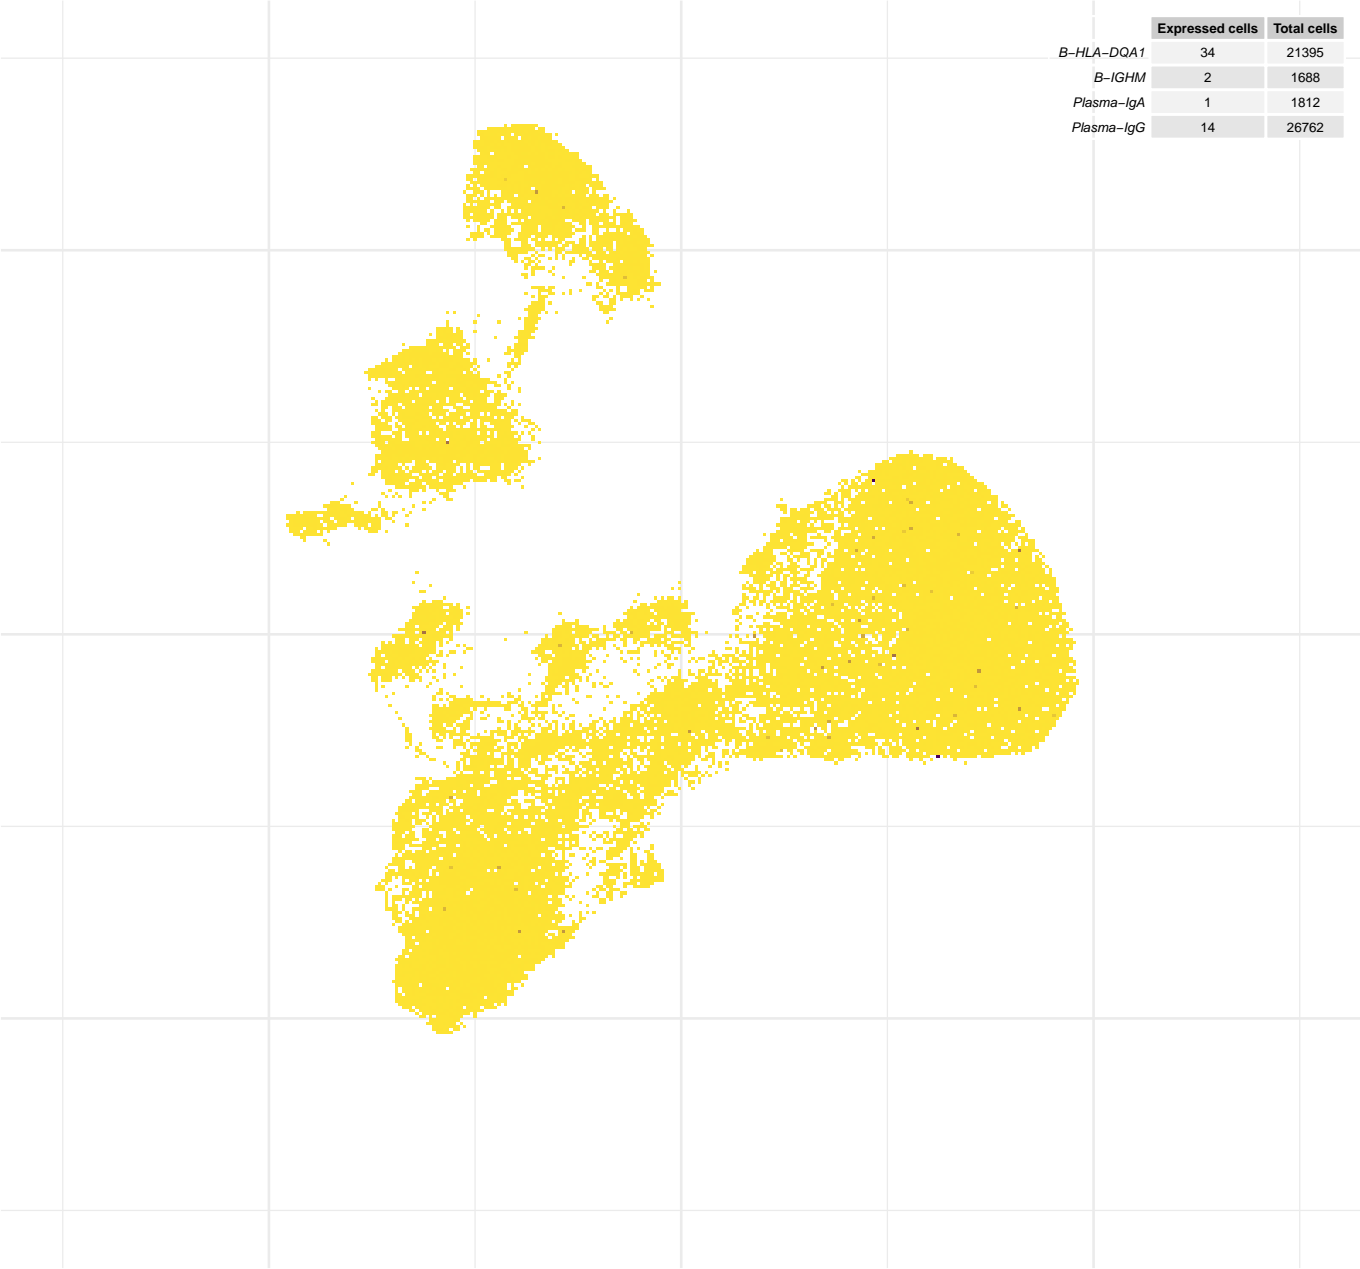 Expressed cells Total cells
B−HLA−DQA1 34 21395
B−IGHM 2 1688
Plasma−IgA 1 1812
Plasma−IgG 14 26762